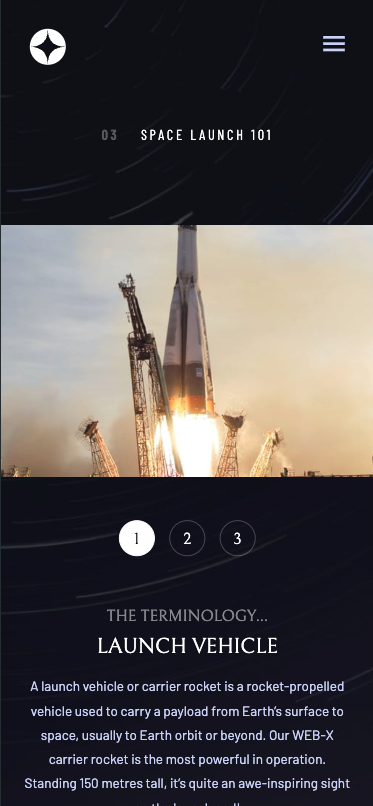 03 SPACE LAUNCH 101
1 2 3
THE TERMINOLOGY...
LAUNCH VEHICLE
A launch vehicle or carrier rocket is a rocket-propelled
vehicle used to carry a payload from Earth's surface to
space, usually to Earth orbit or beyond. Our WEB-X
carrier rocket is the most powerful in operation.
Standing 150 metres tall, it's quite an awe-inspiring sight